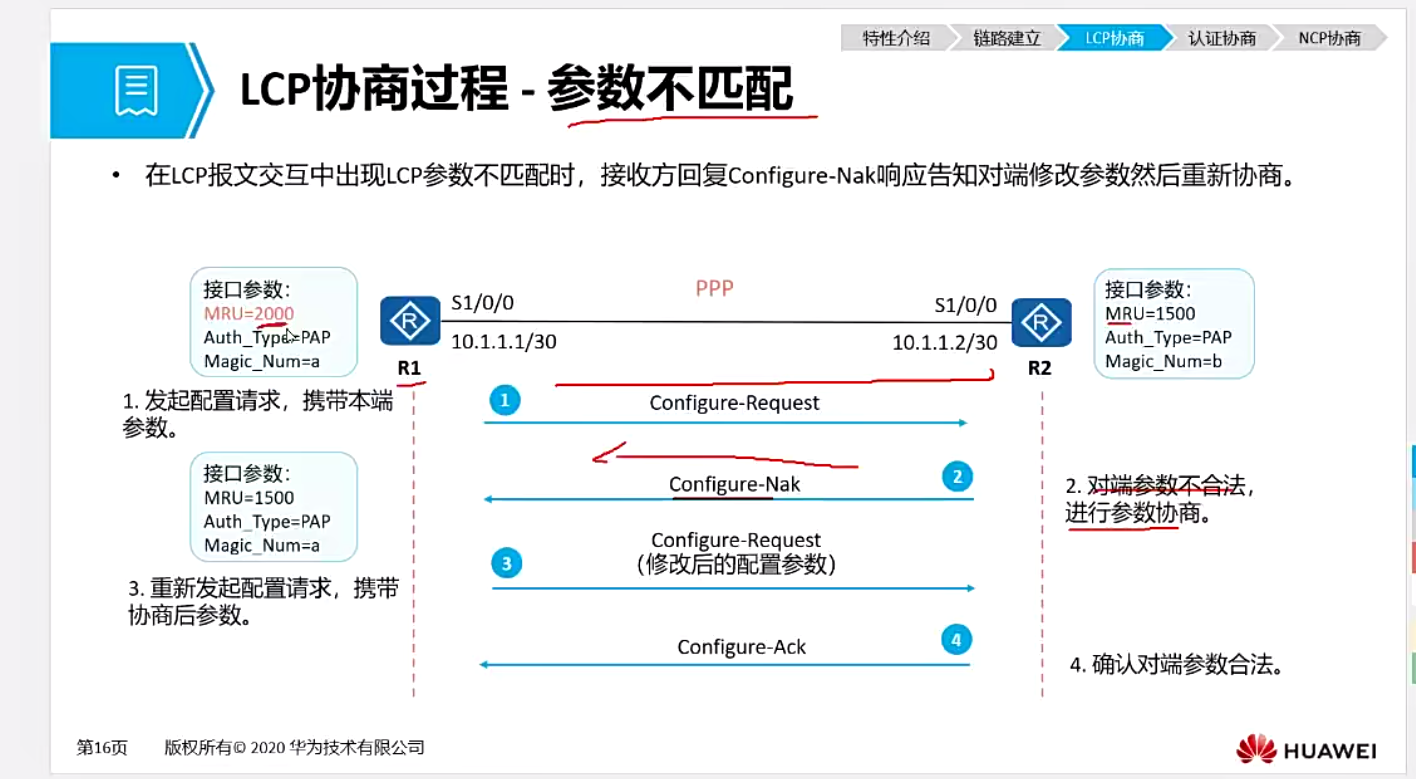 特性介绍 链路建立 LCP协商 认证协商 NCP协商
LCP协商过程 - 参数不匹配
• 在LCP报文交互中出现LCP参数不匹配时，接收方回复Configure-Nak响应告知对端修改参数然后重新协商。
接口参数：
MRU=2000
Auth_Type=PAP
Magic_Num=a
S1/0/0
10.1.1.1/30
R1
PPP
S1/0/0
10.1.1.2/30
R2
接口参数：
MRU=1500
Auth_Type=PAP
Magic_Num=b
1. 发起配置请求，携带本端
参数。
1
Configure-Request
Configure-Nak
2
2. 对端参数不合法，
进行参数协商。
接口参数：
MRU=1500
Auth_Type=PAP
Magic_Num=a
3. 重新发起配置请求，携带
协商后参数。
3
Configure-Request
（修改后的配置参数）
Configure-Ack
4
4. 确认对端参数合法。
第16页 版权所有© 2020 华为技术有限公司
HUAWEI